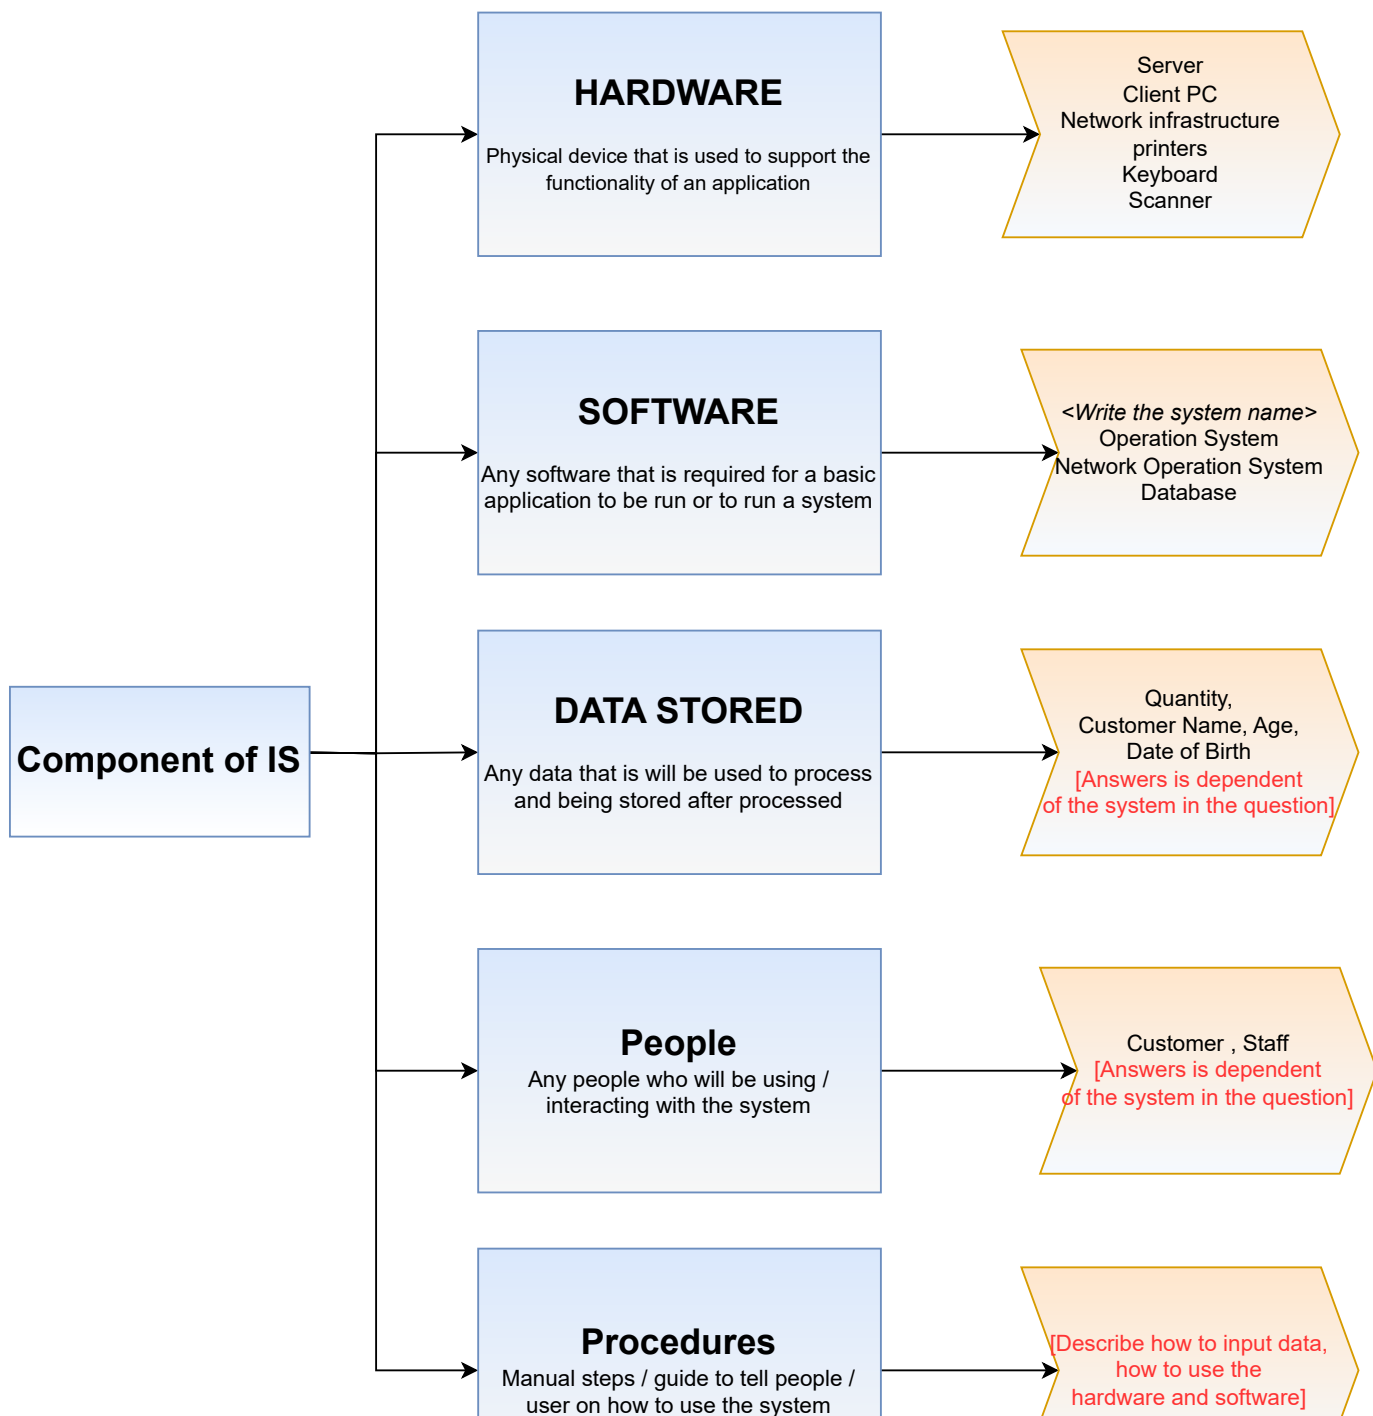 HARDWARE
Physical device that is used to support the
functionality of an application
Server
Client PC
Network infrastructure
printers
Keyboard
Scanner
SOFTWARE
Any software that is required for a basic
application to be run or to run a system
<Write the system name>
Operation System
Network Operation System
Database
Component of IS
DATA STORED
Any data that is will be used to process
and being stored after processed
Quantity,
Customer Name, Age,
Date of Birth
[Answers is dependent
of the system in the question]
People
Any people who will be using /
interacting with the system
Customer , Staff
[Answers is dependent
of the system in the question]
Procedures
Manual steps / guide to tell people /
user on how to use the system
[Describe how to input data,
how to use the
hardware and software]